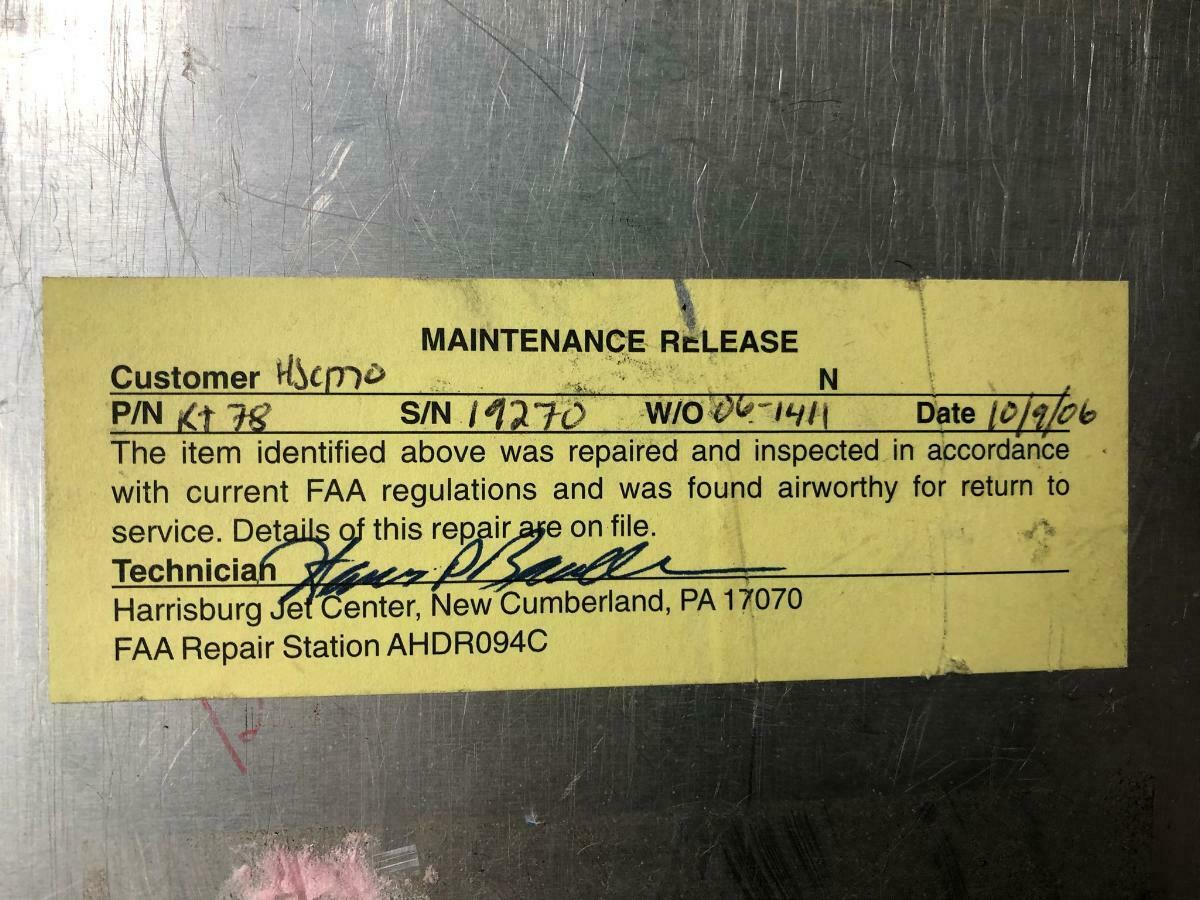 MAINTENANCE RELEASE
Customer N
P/N Kt 78 S/N 19270 W/O 06-1411 Date 10/9/06
The item identified above was repaired and inspected in accordance
with current FAA regulations and was found airworthy for return to
service. Details of this repair are on file.
Technician
Harrisburg Jet Center, New Cumberland, PA 17070
FAA Repair Station AHDR094C